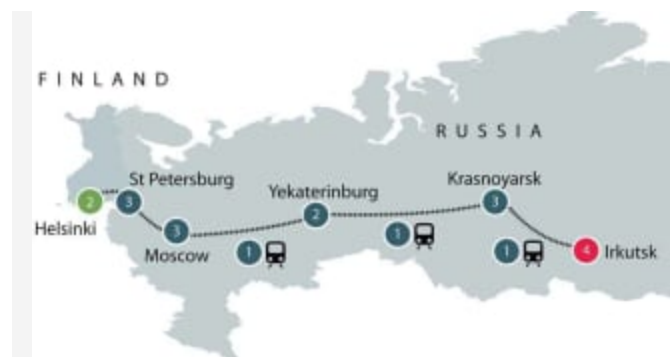 FINLAND
RUSSIA
St Petersburg
Krasnoyarsk
Yekaterinburg
2
3
3
2
3
Helsinki
Moscow
1
1
1
4
Irkutsk